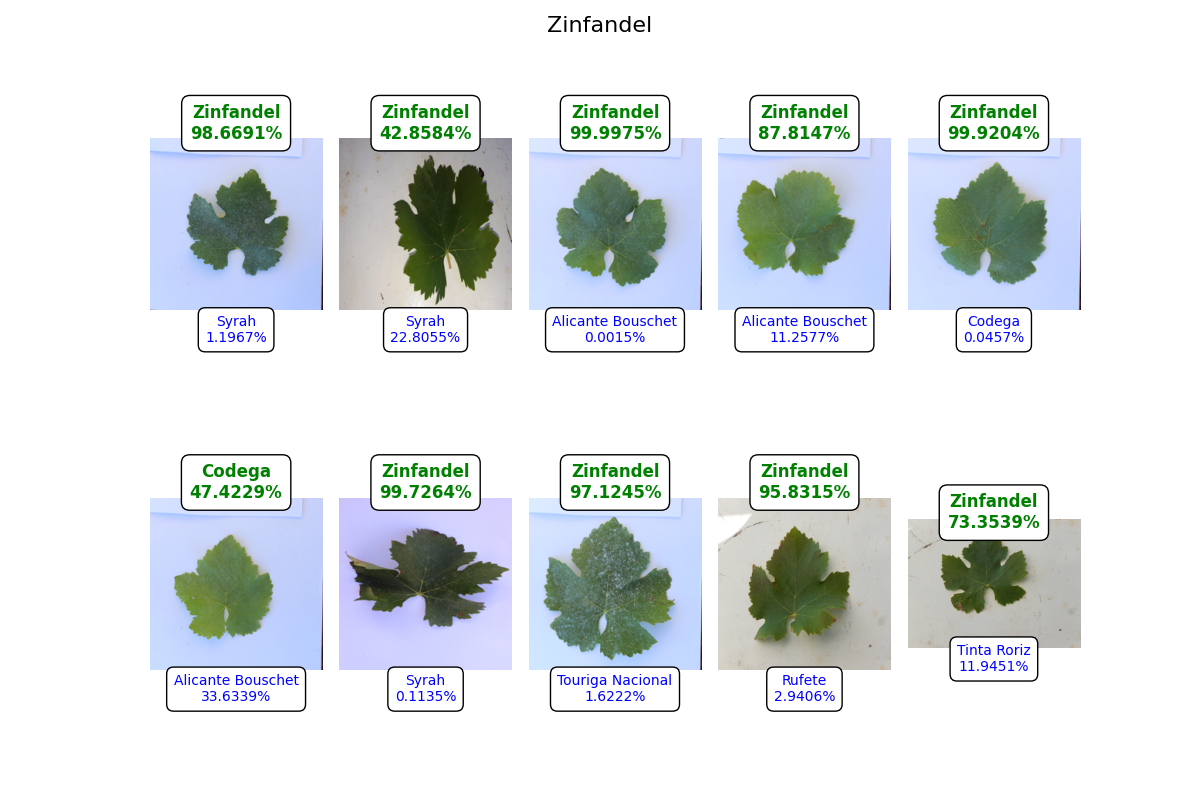 Zinfandel
Zinfandel
98.6691%
Zinfandel
42.8584%
Zinfandel
99.9975%
Zinfandel
87.8147%
Zinfandel
99.9204%
Syrah
1.1967%
Syrah
22.8055%
Alicante Bouschet
0.0015%
Alicante Bouschet
11.2577%
Codega
0.0457%
Codega
47.4229%
Zinfandel
99.7264%
Zinfandel
97.1245%
Zinfandel
95.8315%
Zinfandel
73.3539%
Alicante Bouschet
33.6339%
Syrah
0.1135%
Touriga Nacional
1.6222%
Rufete
2.9406%
Tinta Roriz
11.9451%